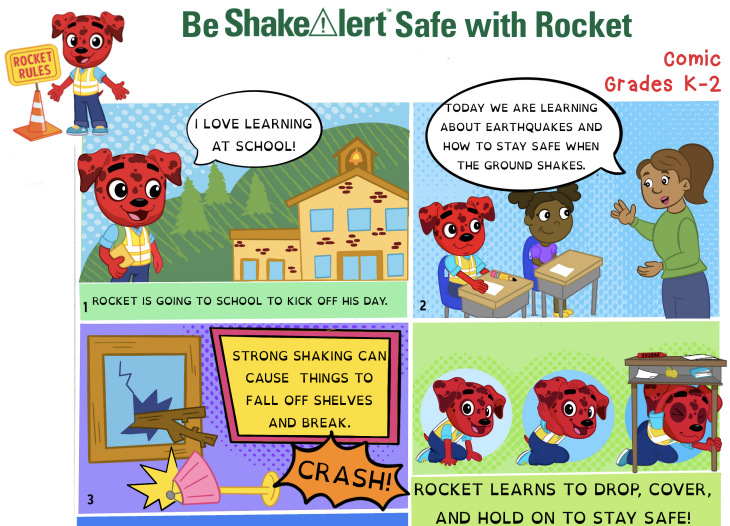 Be ShakeAlert™ Safe with Rocket
ROCKET
RULES
Comic
Grades K-2
I LOVE LEARNING
AT SCHOOL!
1 ROCKET IS GOING TO SCHOOL TO KICK OFF HIS DAY.
TODAY WE ARE LEARNING
ABOUT EARTHQUAKES AND
HOW TO STAY SAFE WHEN
THE GROUND SHAKES.
2
STRONG SHAKING CAN
CAUSE THINGS TO
FALL OFF SHELVES
AND BREAK.
CRASH!
3
ROCKET LEARNS TO DROP, COVER,
AND HOLD ON TO STAY SAFE!